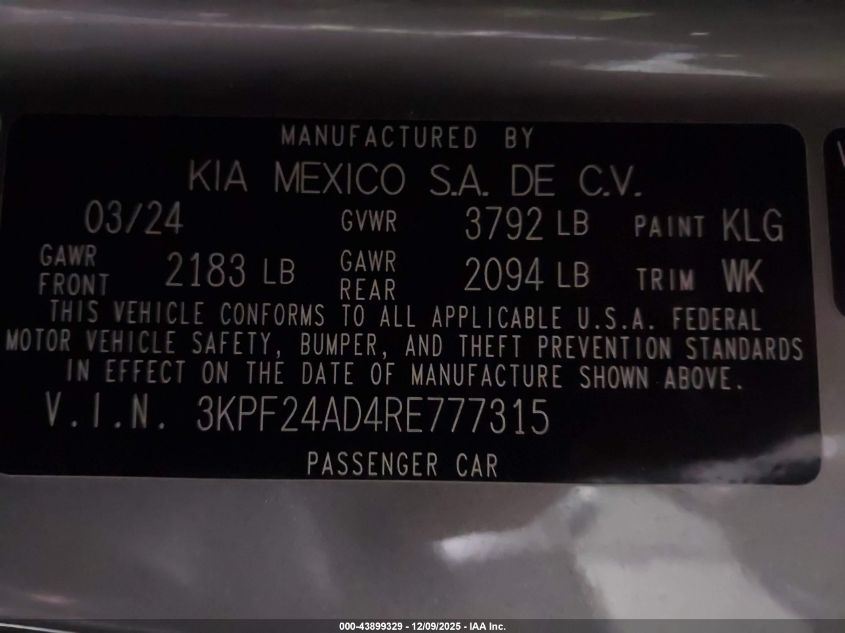 MANUFACTURED BY
KIA MEXICO S.A. DE C.V.
03/24 GVWR 3792 LB PAINT KLG
GAWR FRONT 2183 LB GAWR REAR 2094 LB TRIM WK
THIS VEHICLE CONFORMS TO ALL APPLICABLE U.S.A. FEDERAL
MOTOR VEHICLE SAFETY, BUMPER, AND THEFT PREVENTION STANDARDS
IN EFFECT ON THE DATE OF MANUFACTURE SHOWN ABOVE.
V.I.N. 3KPF24AD4RE777315
PASSENGER CAR
000-43899329 - 12/09/2025 - IAA Inc.